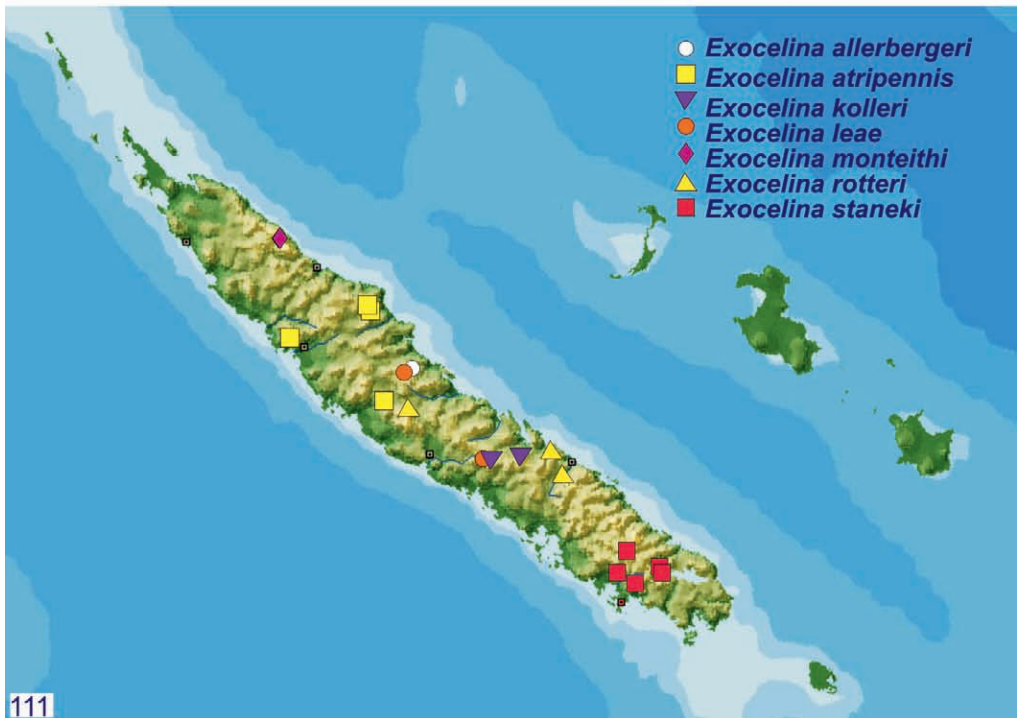 Exocelina allerbergeri
Exocelina atripennis
Exocelina kolleri
Exocelina leae
Exocelina monteithi
Exocelina rotteri
Exocelina staneki
111